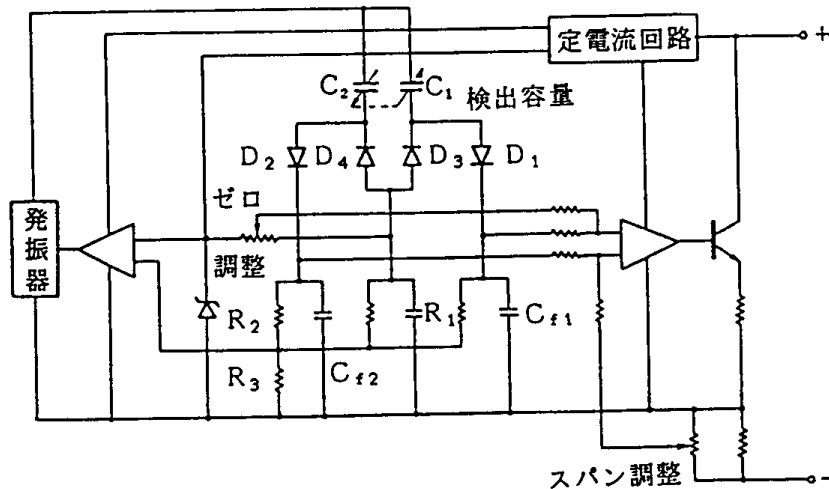 定電流回路
+
C₂
C₁
検出容量
D₂
D₄
D₃
D₁
ゼロ
調整
発振器
R₂
R₁
C_f1
R₃
C_f2
スパン調整
−